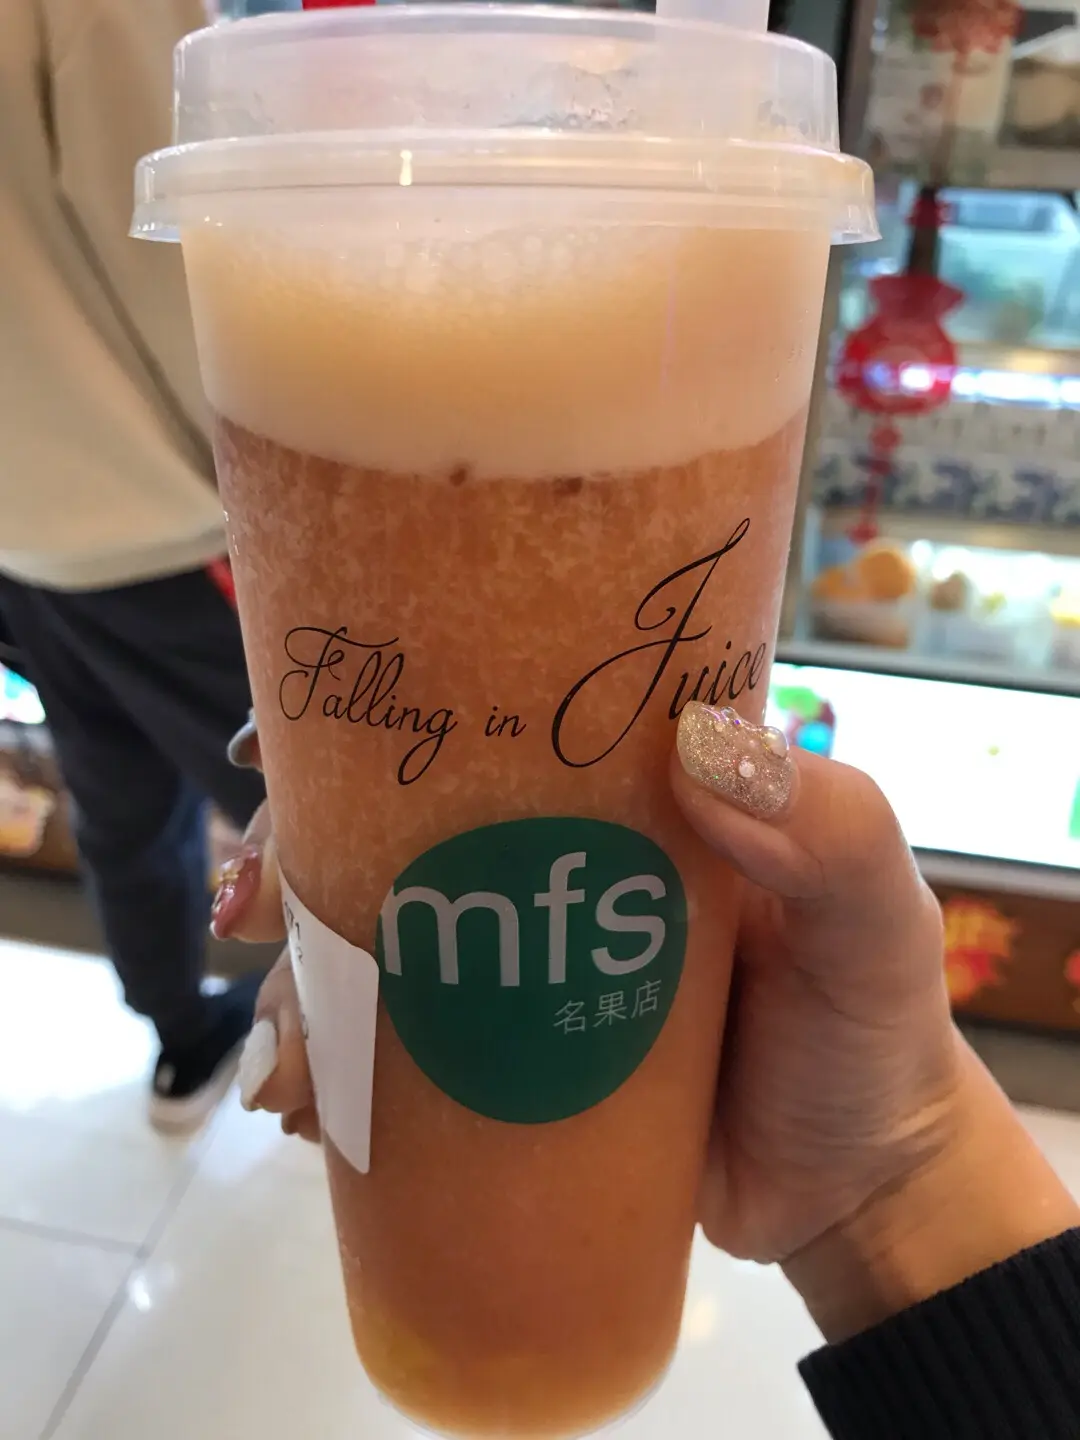 Falling in Juice
mfs
名果店